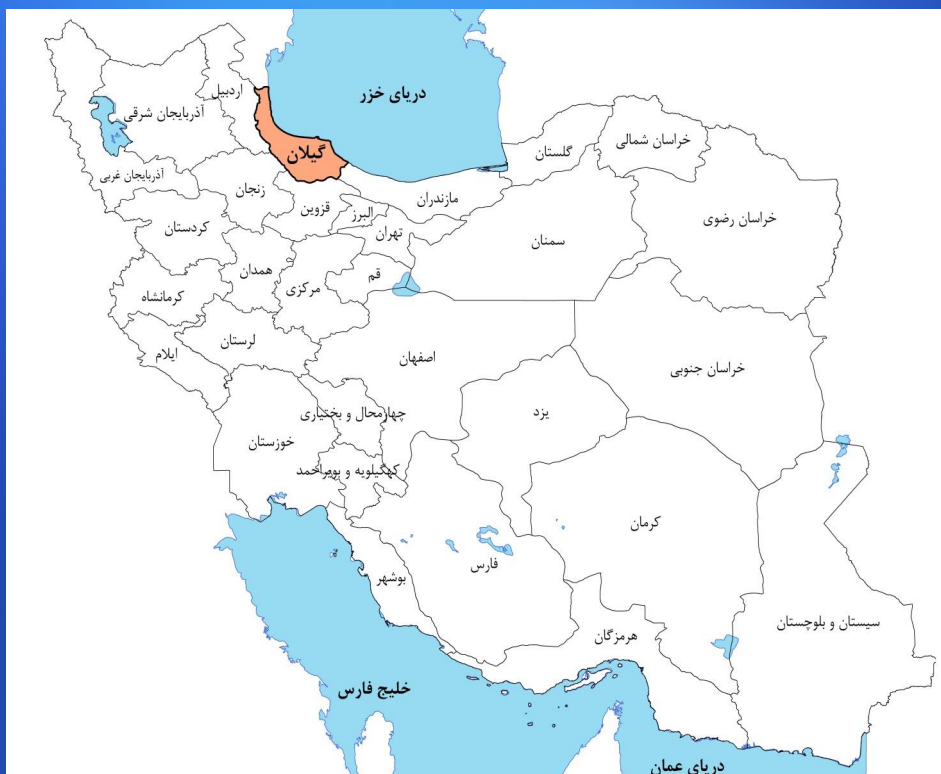 دریای خزر
اردبیل
آذربایجان شرقی
گیلان
خراسان شمالی
گلستان
آذربایجان غربی
زنجان
مازندران
قزوین
البرز
خراسان رضوی
کردستان
تهران
سمنان
همدان
قم
مرکزی
کرمانشاه
لرستان
ایلام
اصفهان
خراسان جنوبی
چهارمحال و بختیاری
یزد
خوزستان
کهگیلویه و بویراحمد
کرمان
فارس
بوشهر
سیستان و بلوچستان
هرمزگان
خلیج فارس
دریای عمان